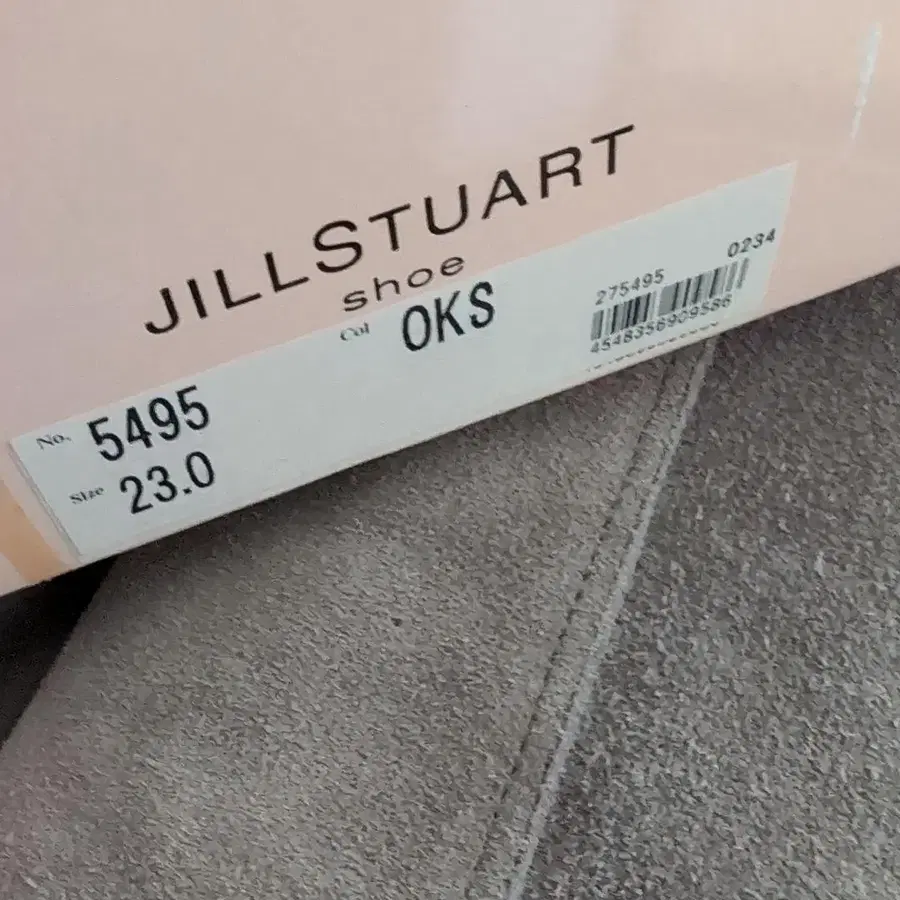 JILLSTUART
shoe
No. 5495
Col OKS
Size 23.0
275495 0234
4548356909586